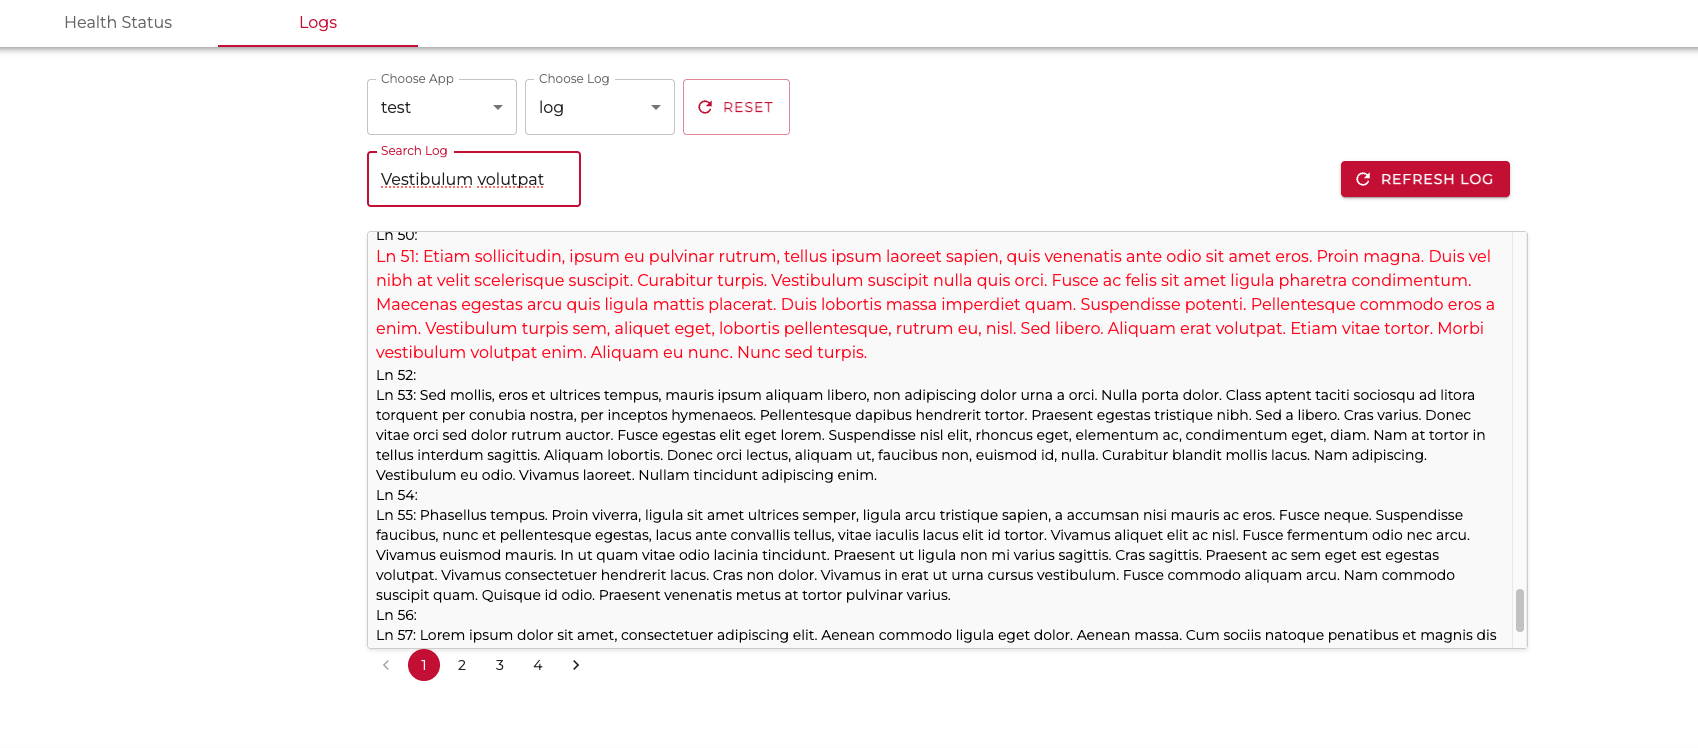 Health Status
Logs
Choose App
Choose Log
test
log
RESET
Search Log
Vestibulum volutpat
REFRESH LOG
Ln 50:
Ln 51: Etiam sollicitudin, ipsum eu pulvinar rutrum, tellus ipsum laoreet sapien, quis venenatis ante odio sit amet eros. Proin magna. Duis vel
nibh at velit scelerisque suscipit. Curabitur turpis. Vestibulum suscipit nulla quis orci. Fusce ac felis sit amet ligula pharetra condimentum.
Maecenas egestas arcu quis ligula mattis placerat. Duis lobortis massa imperdiet quam. Suspendisse potenti. Pellentesque commodo eros a
enim. Vestibulum turpis sem, aliquet eget, lobortis pellentesque, rutrum eu, nisl. Sed libero. Aliquam erat volutpat. Etiam vitae tortor. Morbi
vestibulum volutpat enim. Aliquam eu nunc. Nunc sed turpis.
Ln 52:
Ln 53: Sed mollis, eros et ultrices tempus, mauris ipsum aliquam libero, non adipiscing dolor urna a orci. Nulla porta dolor. Class aptent taciti sociosqu ad litora
torquent per conubia nostra, per inceptos hymenaeos. Pellentesque dapibus hendrerit tortor. Praesent egestas tristique nibh. Sed a libero. Cras varius. Donec
vitae orci sed dolor rutrum auctor. Fusce egestas elit eget lorem. Suspendisse nisl elit, rhoncus eget, elementum ac, condimentum eget, diam. Nam at tortor in
tellus interdum sagittis. Aliquam lobortis. Donec orci lectus, aliquam ut, faucibus non, euismod id, nulla. Curabitur blandit mollis lacus. Nam adipiscing.
Vestibulum eu odio. Vivamus laoreet. Nullam tincidunt adipiscing enim.
Ln 54:
Ln 55: Phasellus tempus. Proin viverra, ligula sit amet ultrices semper, ligula arcu tristique sapien, a accumsan nisi mauris ac eros. Fusce neque. Suspendisse
faucibus, nunc et pellentesque egestas, lacus ante convallis tellus, vitae iaculis lacus elit id tortor. Vivamus aliquet elit ac nisl. Fusce fermentum odio nec arcu.
Vivamus euismod mauris. In ut quam vitae odio lacinia tincidunt. Praesent ut ligula non mi varius sagittis. Cras sagittis. Praesent ac sem eget est egestas
volutpat. Vivamus consectetuer hendrerit lacus. Cras non dolor. Vivamus in erat ut urna cursus vestibulum. Fusce commodo aliquam arcu. Nam commodo
suscipit quam. Quisque id odio. Praesent venenatis metus at tortor pulvinar varius.
Ln 56:
Ln 57: Lorem ipsum dolor sit amet, consectetuer adipiscing elit. Aenean commodo ligula eget dolor. Aenean massa. Cum sociis natoque penatibus et magnis dis
1 2 3 4